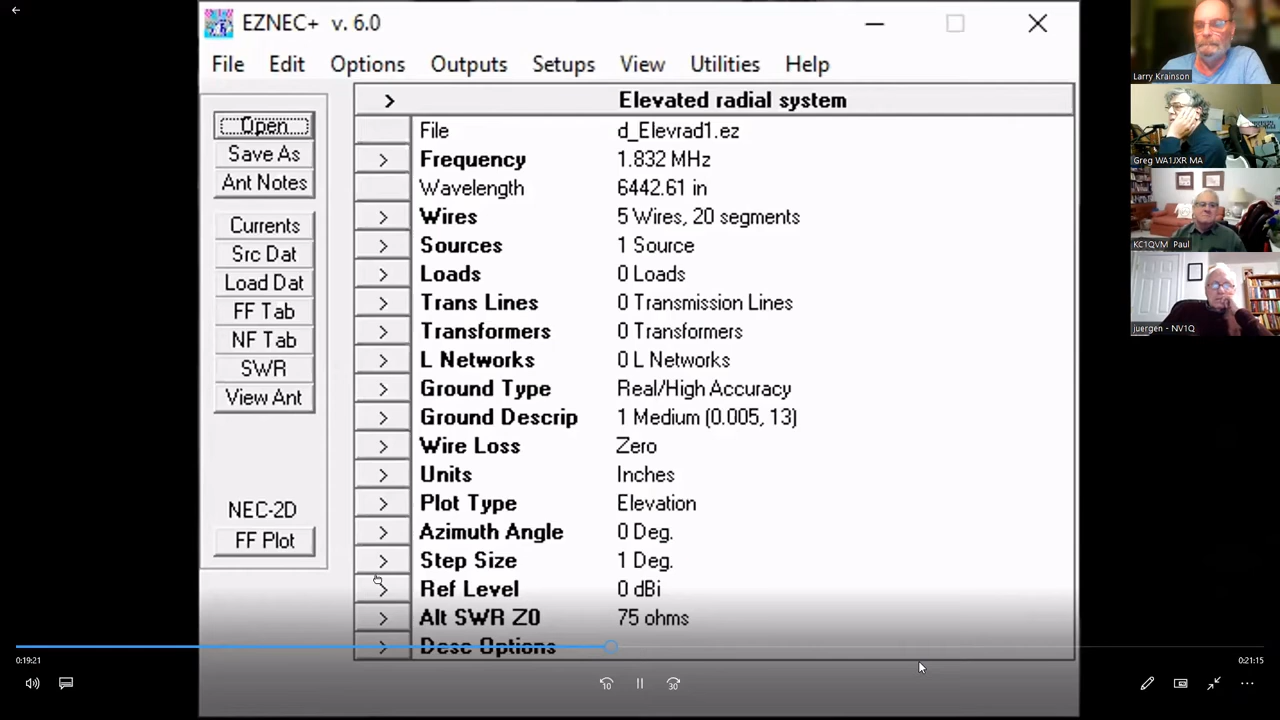 EZNEC+ v. 6.0
File Edit Options Outputs Setups View Utilities Help
Open
Save As
Ant Notes
Currents
Src Dat
Load Dat
FF Tab
NF Tab
SWR
View Ant
NEC-2D
FF Plot
> Elevated radial system
File d_Elevrad1.ez
> Frequency 1.832 MHz
Wavelength 6442.61 in
> Wires 5 Wires, 20 segments
> Sources 1 Source
> Loads 0 Loads
> Trans Lines 0 Transmission Lines
> Transformers 0 Transformers
> L Networks 0 L Networks
> Ground Type Real/High Accuracy
> Ground Descrip 1 Medium (0.005, 13)
> Wire Loss Zero
> Units Inches
> Plot Type Elevation
> Azimuth Angle 0 Deg.
> Step Size 1 Deg.
> Ref Level 0 dBi
> Alt SWR Z0 75 ohms
> Desc Options
Larry Krainson
Greg WA1JXR MA
KC1QVM Paul
juergen - NV1Q
0:19:21
0:21:15
10
30